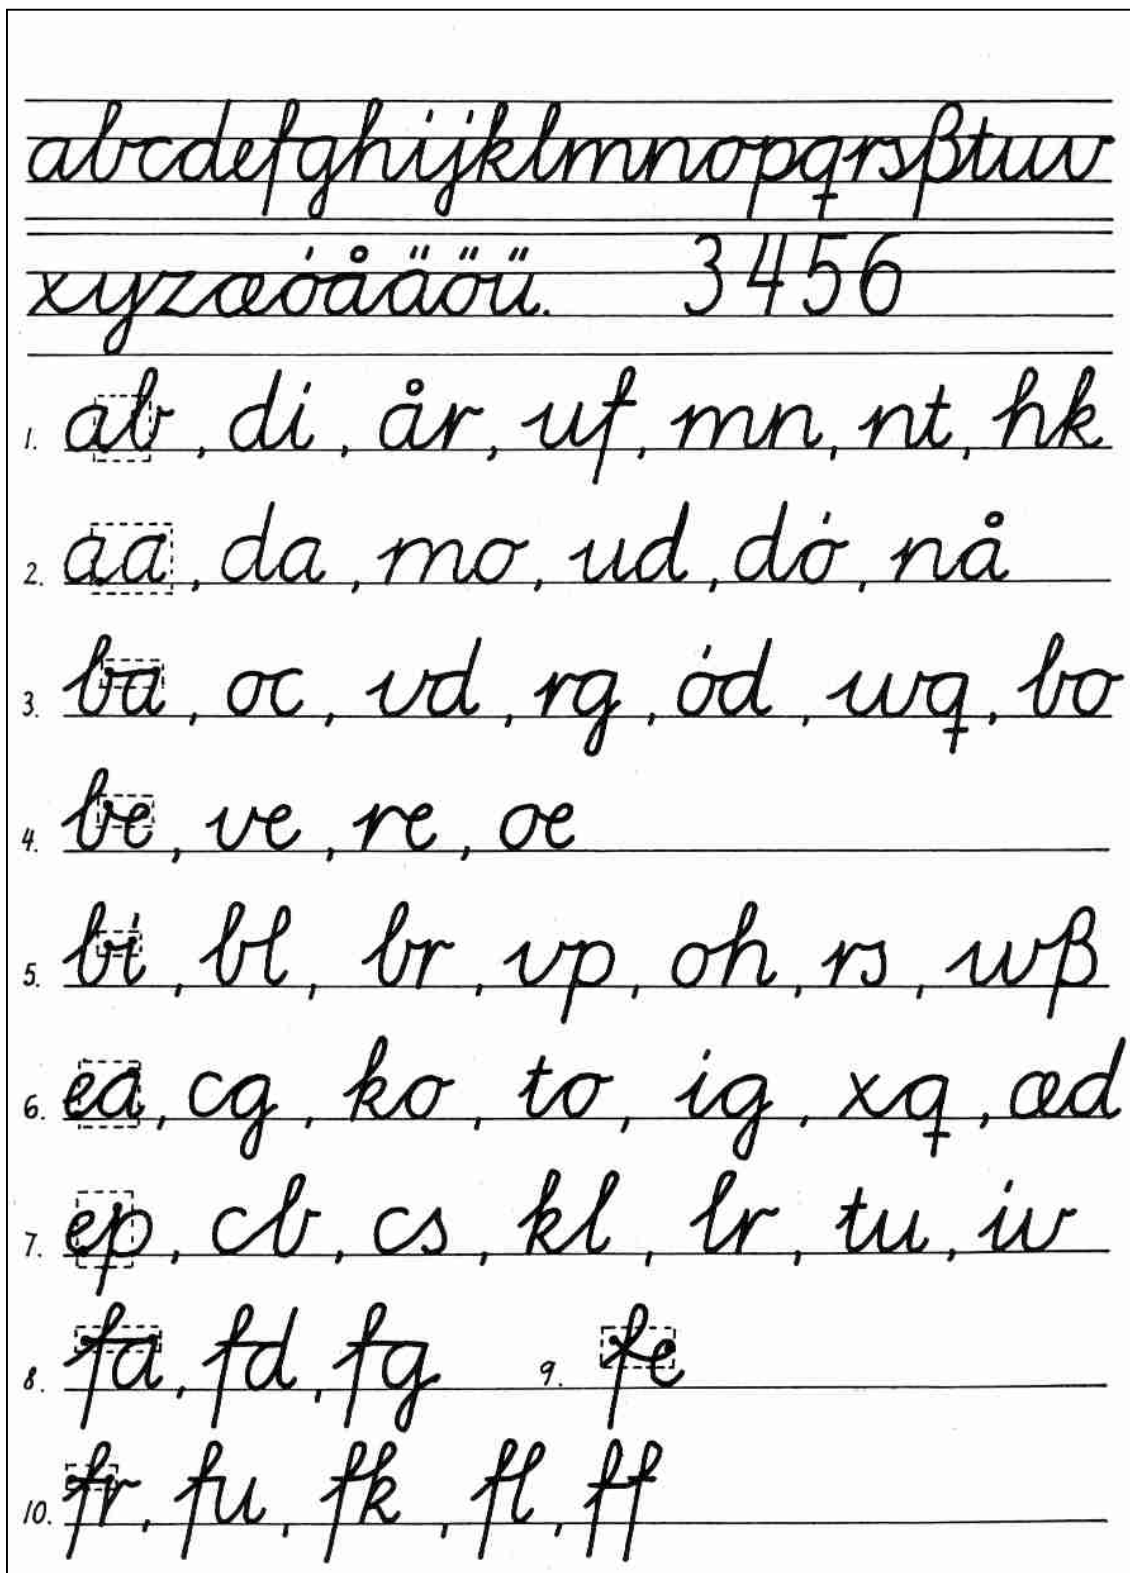 abcdefghijklmnopqrsßtuv
xyzæóåäöü. 3456
1. ab, di, år, uf, mn, nt, hk
2. aa, da, mo, ud, dó, nå
3. ba, oc, vd, rg, ód, wq, bo
4. be, ve, re, oe
5. bi, bl, br, vp, oh, rs, wß
6. ea, cg, ko, to, ig, xq, æd
7. ep, cb, cs, kl, lr, tu, iv
8. fa, fd, fg 9. fe
10. fr, fu, fk, fl, ff